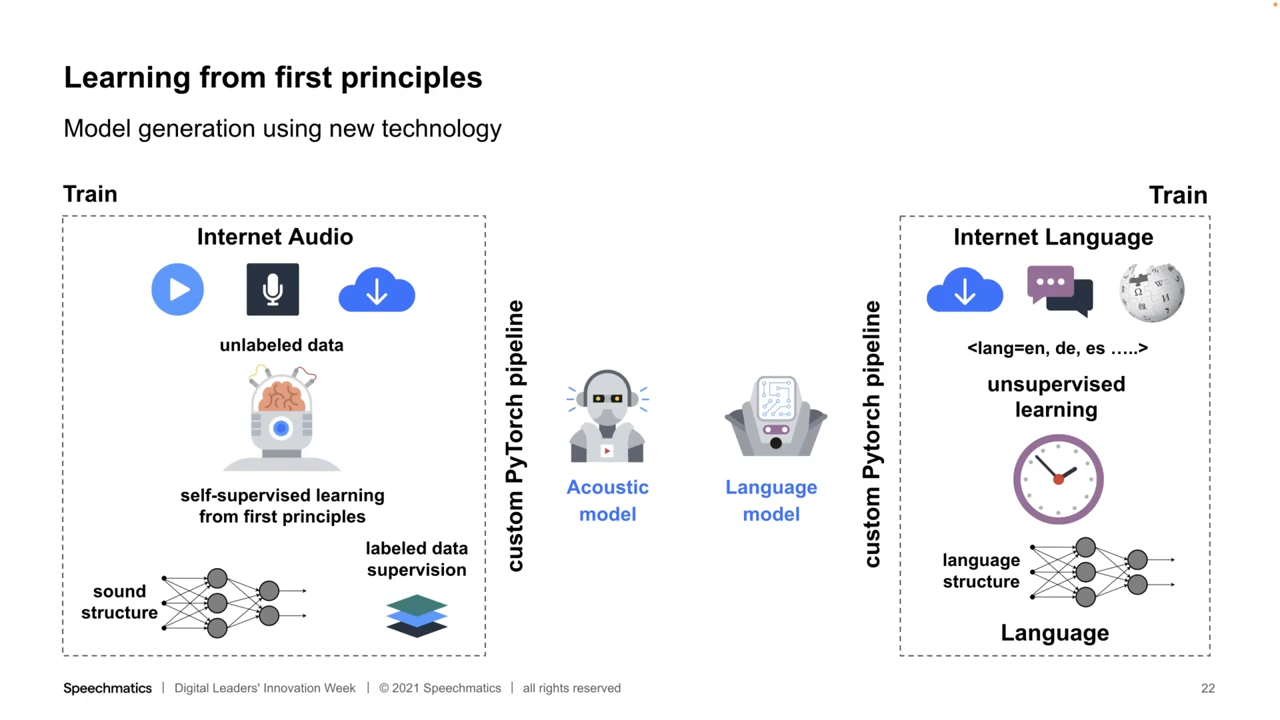 Learning from first principles
Model generation using new technology
Train
Internet Audio
unlabeled data
self-supervised learning
from first principles
labeled data
supervision
sound
structure
custom PyTorch pipeline
Acoustic
model
Language
model
custom Pytorch pipeline
Train
Internet Language
<lang=en, de, es …..>
unsupervised
learning
language
structure
Language
Speechmatics | Digital Leaders' Innovation Week | © 2021 Speechmatics | all rights reserved
22